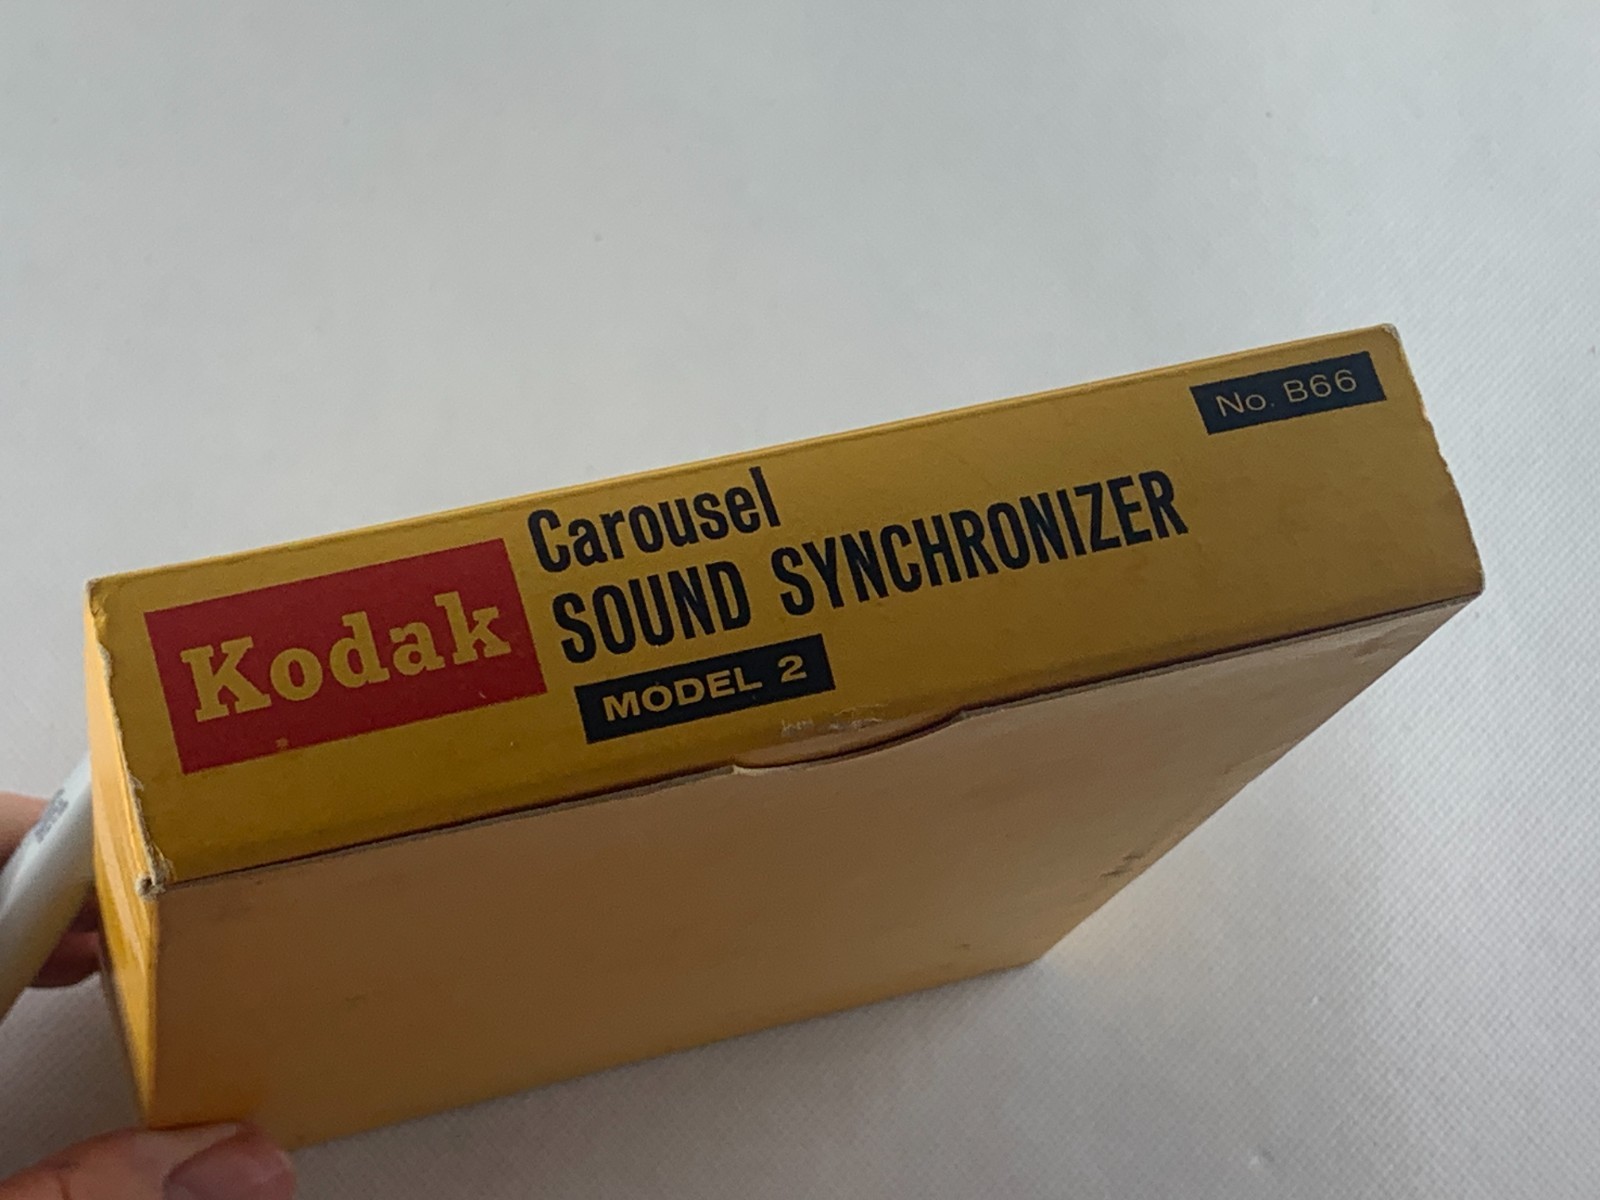 No. B66
Kodak
Carousel
SOUND SYNCHRONIZER
MODEL 2